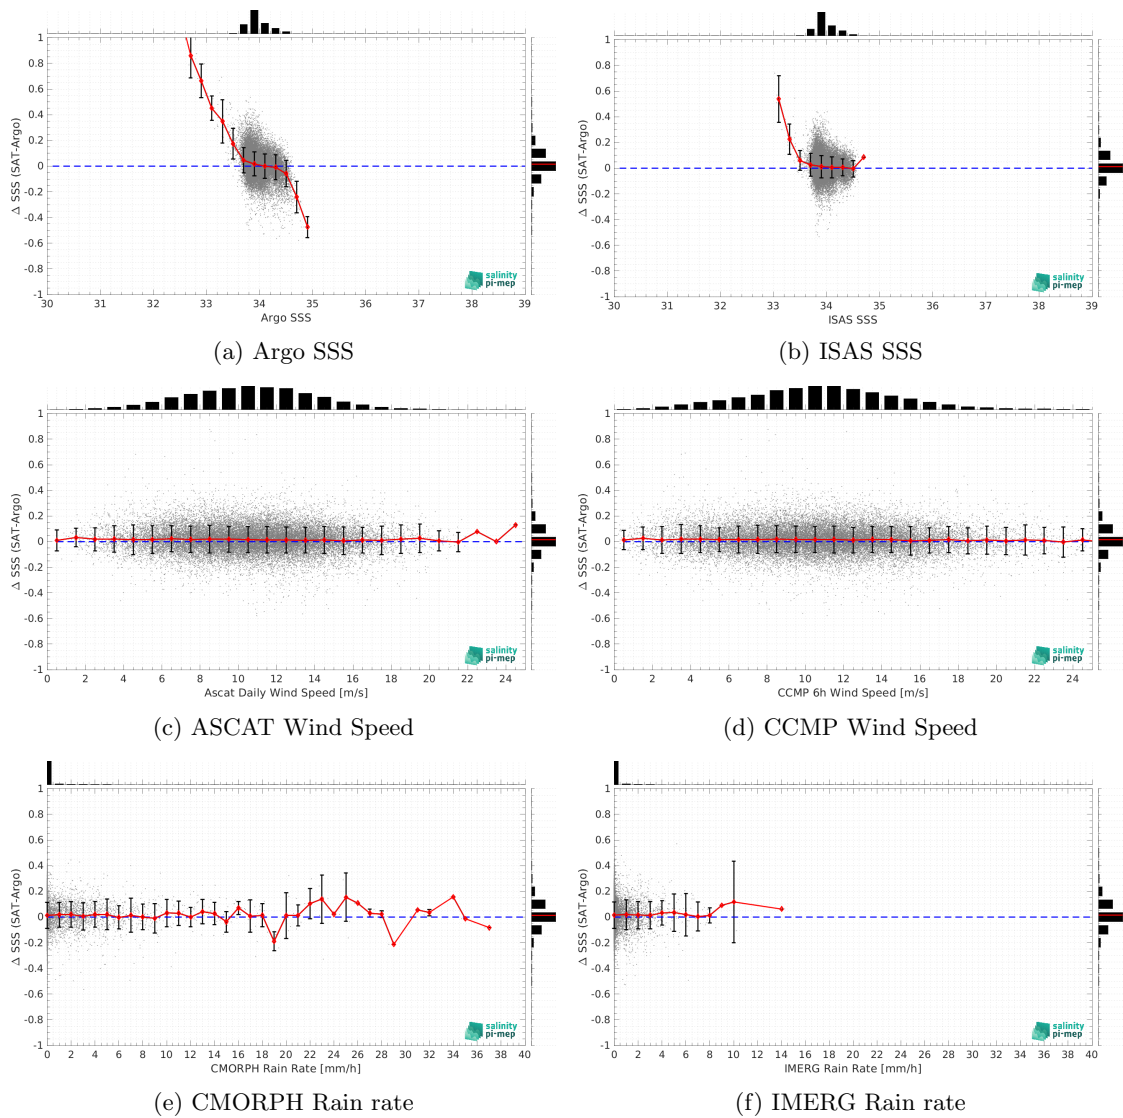 1
0.8
0.6
0.4
0.2
0
-0.2
-0.4
-0.6
-0.8
-1
Δ SSS (SAT-Argo)
30 31 32 33 34 35 36 37 38 39
Argo SSS
salinity
pi-mep
(a) Argo SSS
1
0.8
0.6
0.4
0.2
0
-0.2
-0.4
-0.6
-0.8
-1
Δ SSS (SAT-Argo)
30 31 32 33 34 35 36 37 38 39
ISAS SSS
salinity
pi-mep
(b) ISAS SSS
1
0.8
0.6
0.4
0.2
0
-0.2
-0.4
-0.6
-0.8
-1
Δ SSS (SAT-Argo)
0 2 4 6 8 10 12 14 16 18 20 22 24
Ascat Daily Wind Speed [m/s]
salinity
pi-mep
(c) ASCAT Wind Speed
1
0.8
0.6
0.4
0.2
0
-0.2
-0.4
-0.6
-0.8
-1
Δ SSS (SAT-Argo)
0 2 4 6 8 10 12 14 16 18 20 22 24
CCMP 6h Wind Speed [m/s]
salinity
pi-mep
(d) CCMP Wind Speed
1
0.8
0.6
0.4
0.2
0
-0.2
-0.4
-0.6
-0.8
-1
Δ SSS (SAT-Argo)
0 2 4 6 8 10 12 14 16 18 20 22 24 26 28 30 32 34 36 38 40
CMORPH Rain Rate [mm/h]
salinity
pi-mep
(e) CMORPH Rain rate
1
0.8
0.6
0.4
0.2
0
-0.2
-0.4
-0.6
-0.8
-1
Δ SSS (SAT-Argo)
0 2 4 6 8 10 12 14 16 18 20 22 24 26 28 30 32 34 36 38 40
IMERG Rain Rate [mm/h]
salinity
pi-mep
(f) IMERG Rain rate